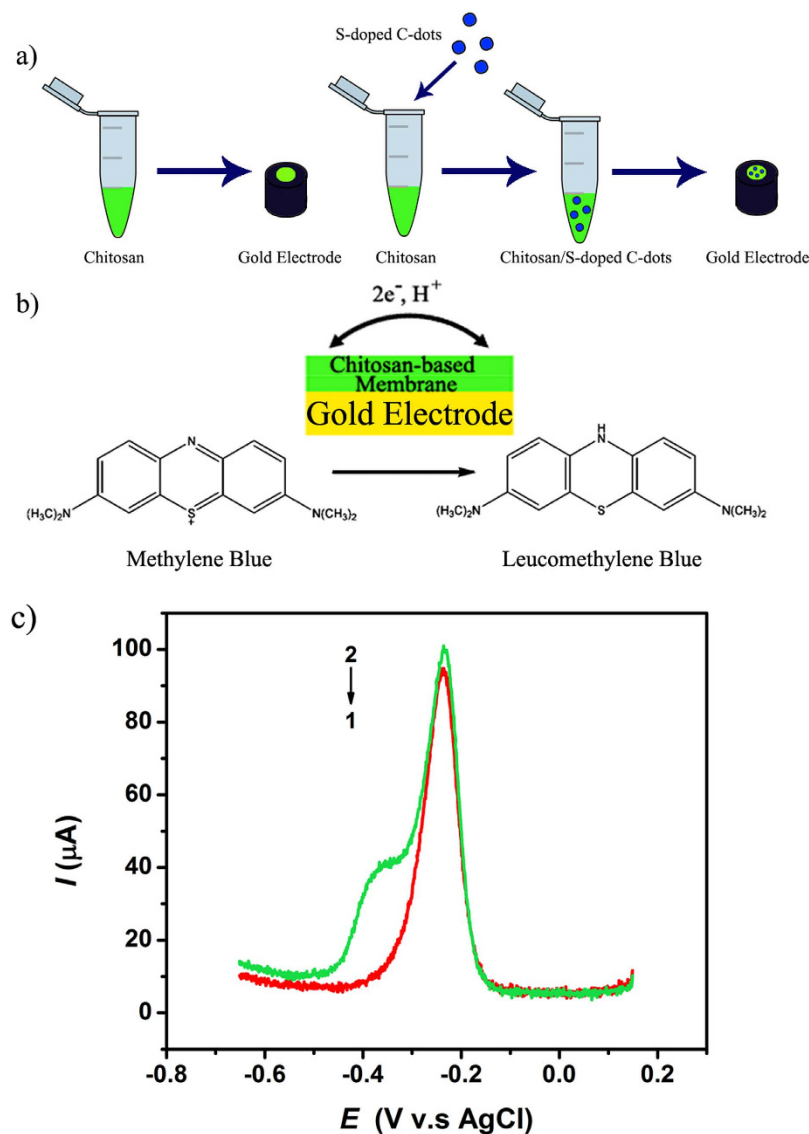 a)
S-doped C-dots
Chitosan
Gold Electrode
Chitosan
Chitosan/S-doped C-dots
Gold Electrode
b)
2e⁻, H⁺
Chitosan-based
Membrane
Gold Electrode
N
(H₃C)₂N
S
+
N(CH₃)₂
Methylene Blue
H
N
(H₃C)₂N
S
N(CH₃)₂
Leucomethylene Blue
c)
2
1
I (μA)
100
80
60
40
20
0
-0.8
-0.6
-0.4
-0.2
0.0
0.2
E (V v.s AgCl)